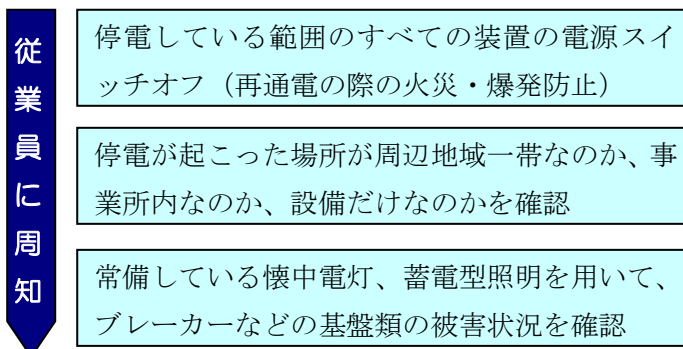 従業員に周知
停電している範囲のすべての装置の電源スイ
ッチオフ（再通電の際の火災・爆発防止）
停電が起こった場所が周辺地域一帯なのか、事
業所内なのか、設備だけなのかを確認
常備している懐中電灯、蓄電型照明を用いて、
ブレーカーなどの基盤類の被害状況を確認